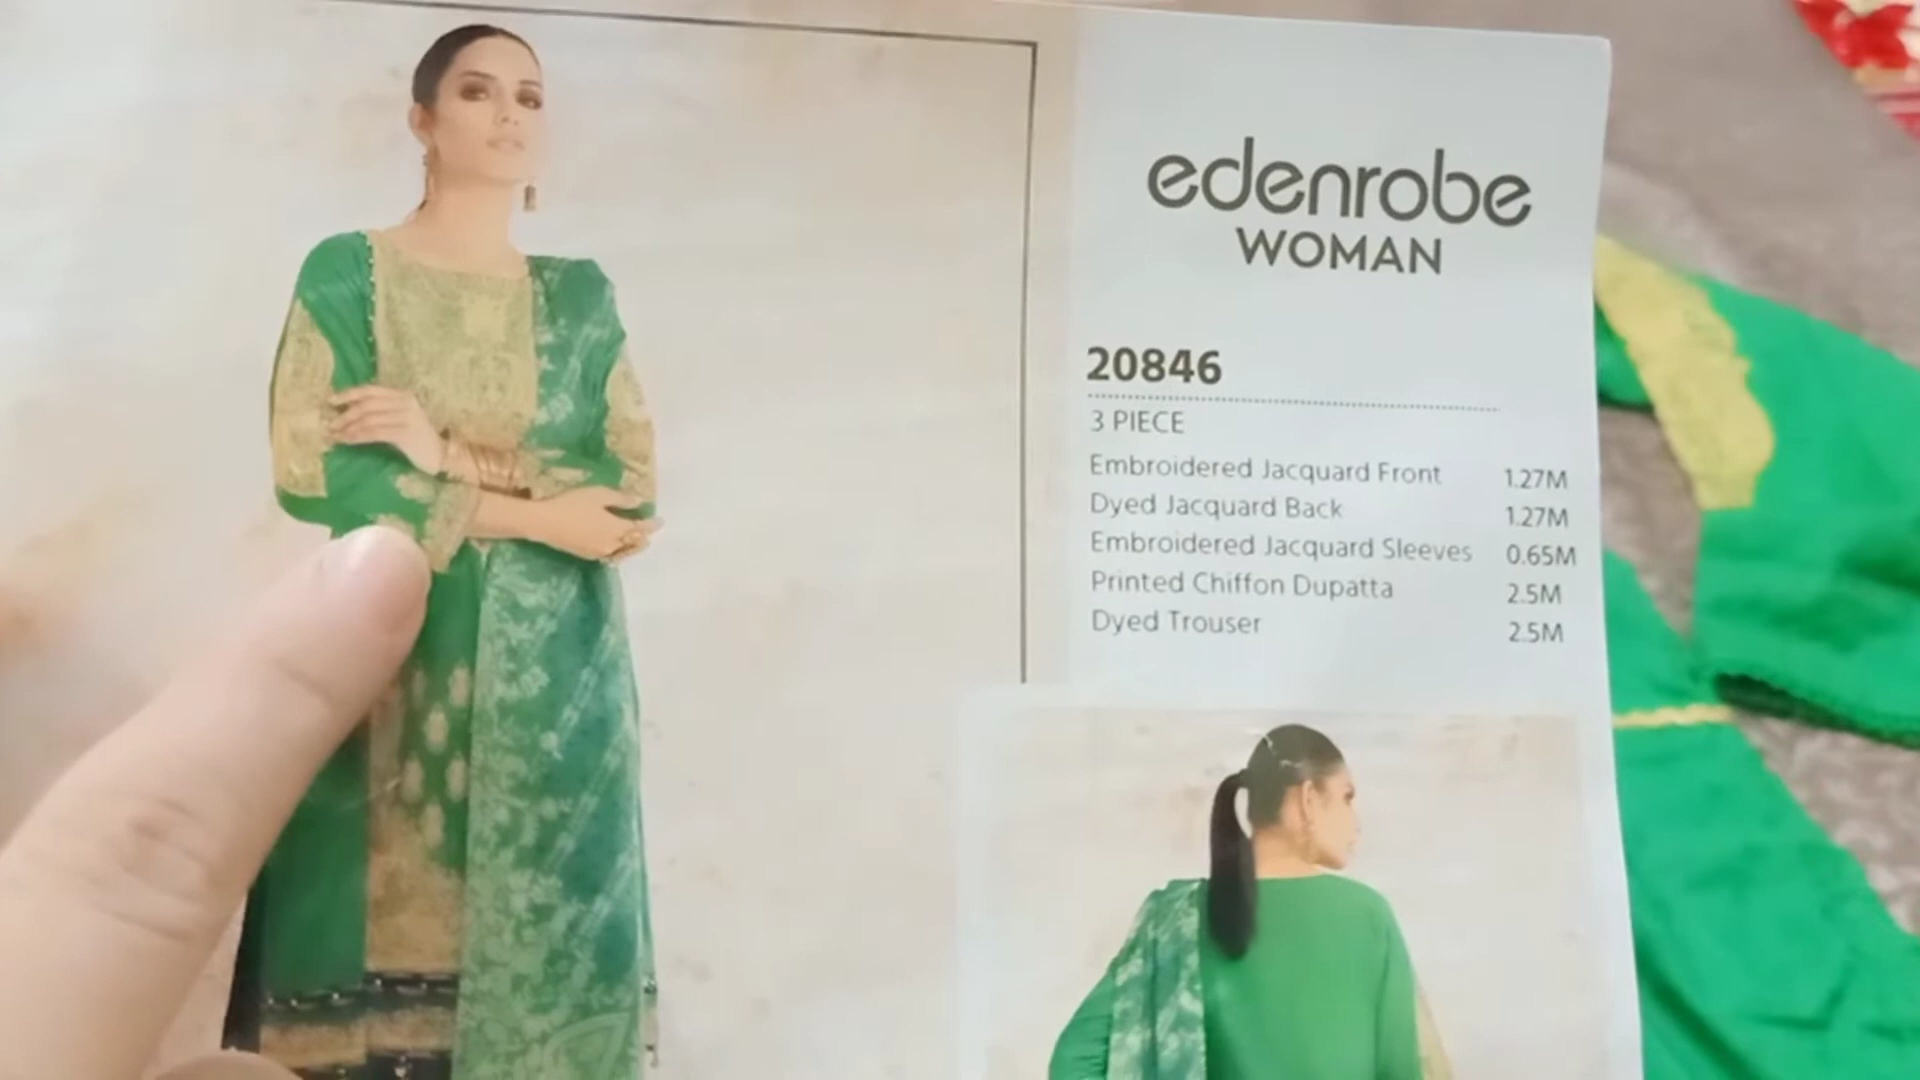 edenrobe
WOMAN
20846
3 PIECE
Embroidered Jacquard Front 1.27M
Dyed Jacquard Back 1.27M
Embroidered Jacquard Sleeves 0.65M
Printed Chiffon Dupatta 2.5M
Dyed Trouser 2.5M